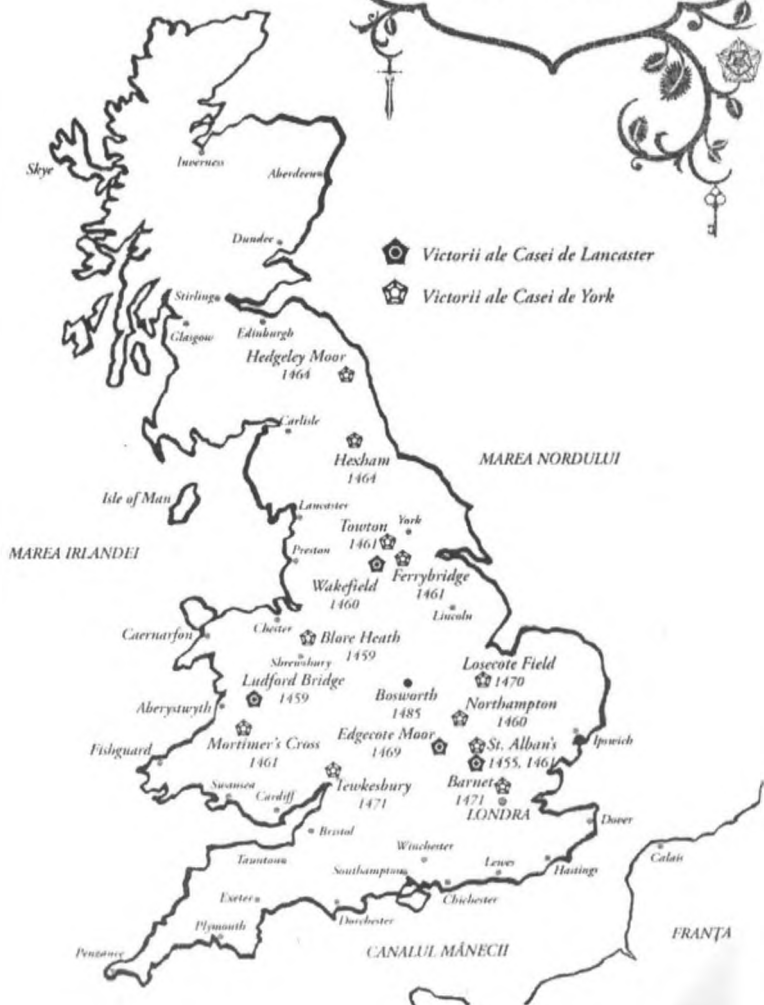 Skye
Inverness
Aberdeen
Dundee
Victorii ale Casei de Lancaster
Victorii ale Casei de York
Stirling
Glasgow
Edinburgh
Hedgeley Moor
1464
Carlisle
Hexham
1464
MAREA NORDULUI
Isle of Man
Lancaster
Towton
1461
York
MAREA IRLANDEI
Preston
Wakefield
1460
Ferrybridge
1461
Lincoln
Caernarfon
Chester
Blore Heath
1459
Shrewsbury
Ludford Bridge
1459
Losecote Field
1470
Bosworth
1485
Northampton
1460
Aberystwyth
Mortimer's Cross
1461
Edgecote Moor
1469
St. Alban's
1455, 1461
Ipswich
Fishguard
Swansea
Cardiff
Tewkesbury
1471
Barnet
1471
LONDRA
Bristol
Dover
Taunton
Winchester
Southampton
Lewes
Hastings
Calais
Chichester
Exeter
Dorchester
Plymouth
Penzance
CANALUL MÂNECII
FRANȚA